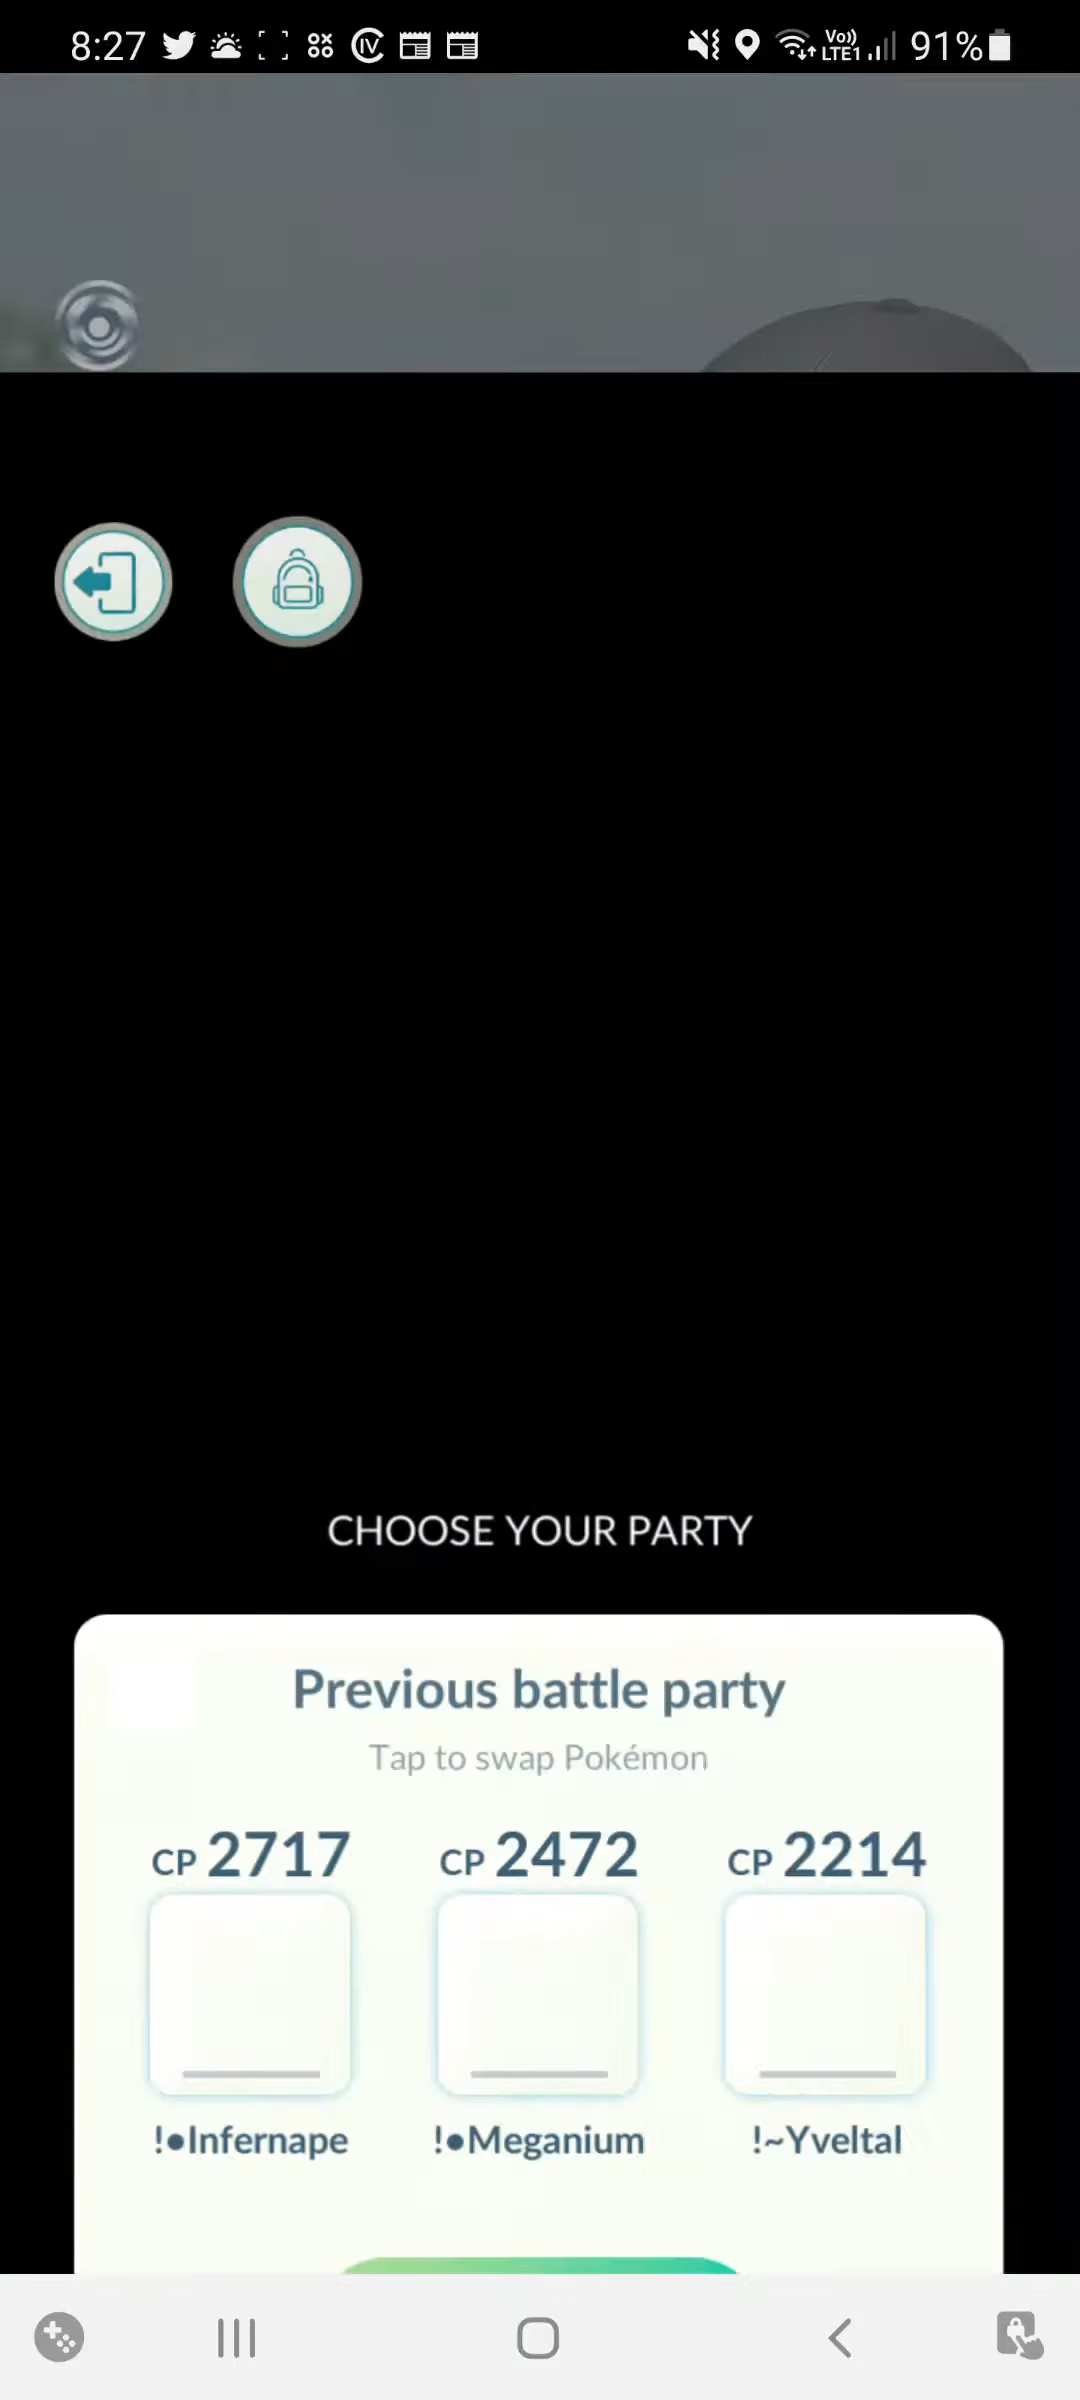 8:27 IV Vo)) LTE1 91%
CHOOSE YOUR PARTY
Previous battle party
Tap to swap Pokémon
CP 2717 CP 2472 CP 2214
!●Infernape !●Meganium !~Yveltal